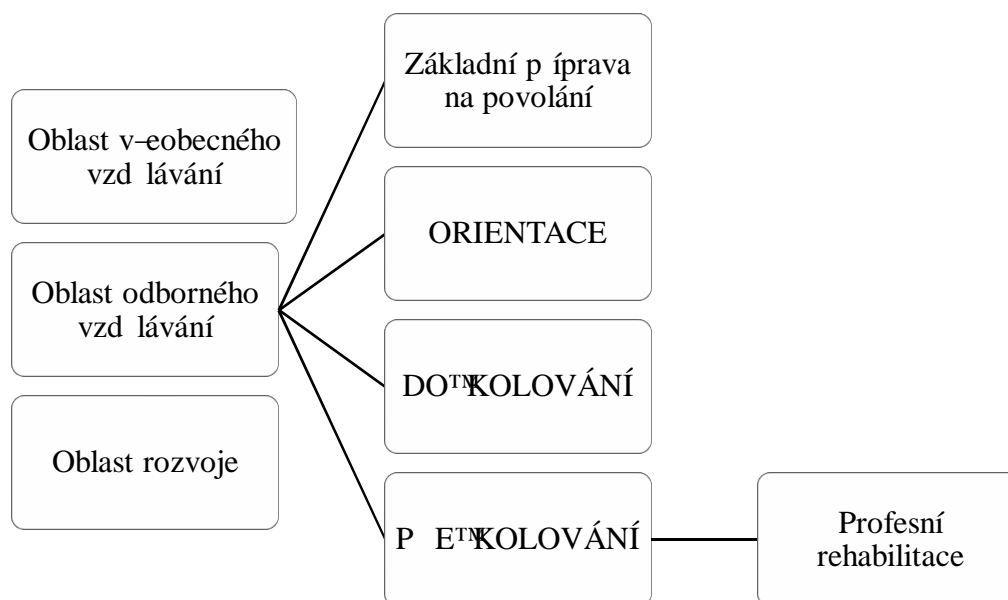 Oblast v–eobecného
vzd lávání
Oblast odborného
vzd lávání
Oblast rozvoje
Základní p íprava
na povolání
ORIENTACE
DO™KOLOVÁNÍ
P E™KOLOVÁNÍ
Profesní
rehabilitace